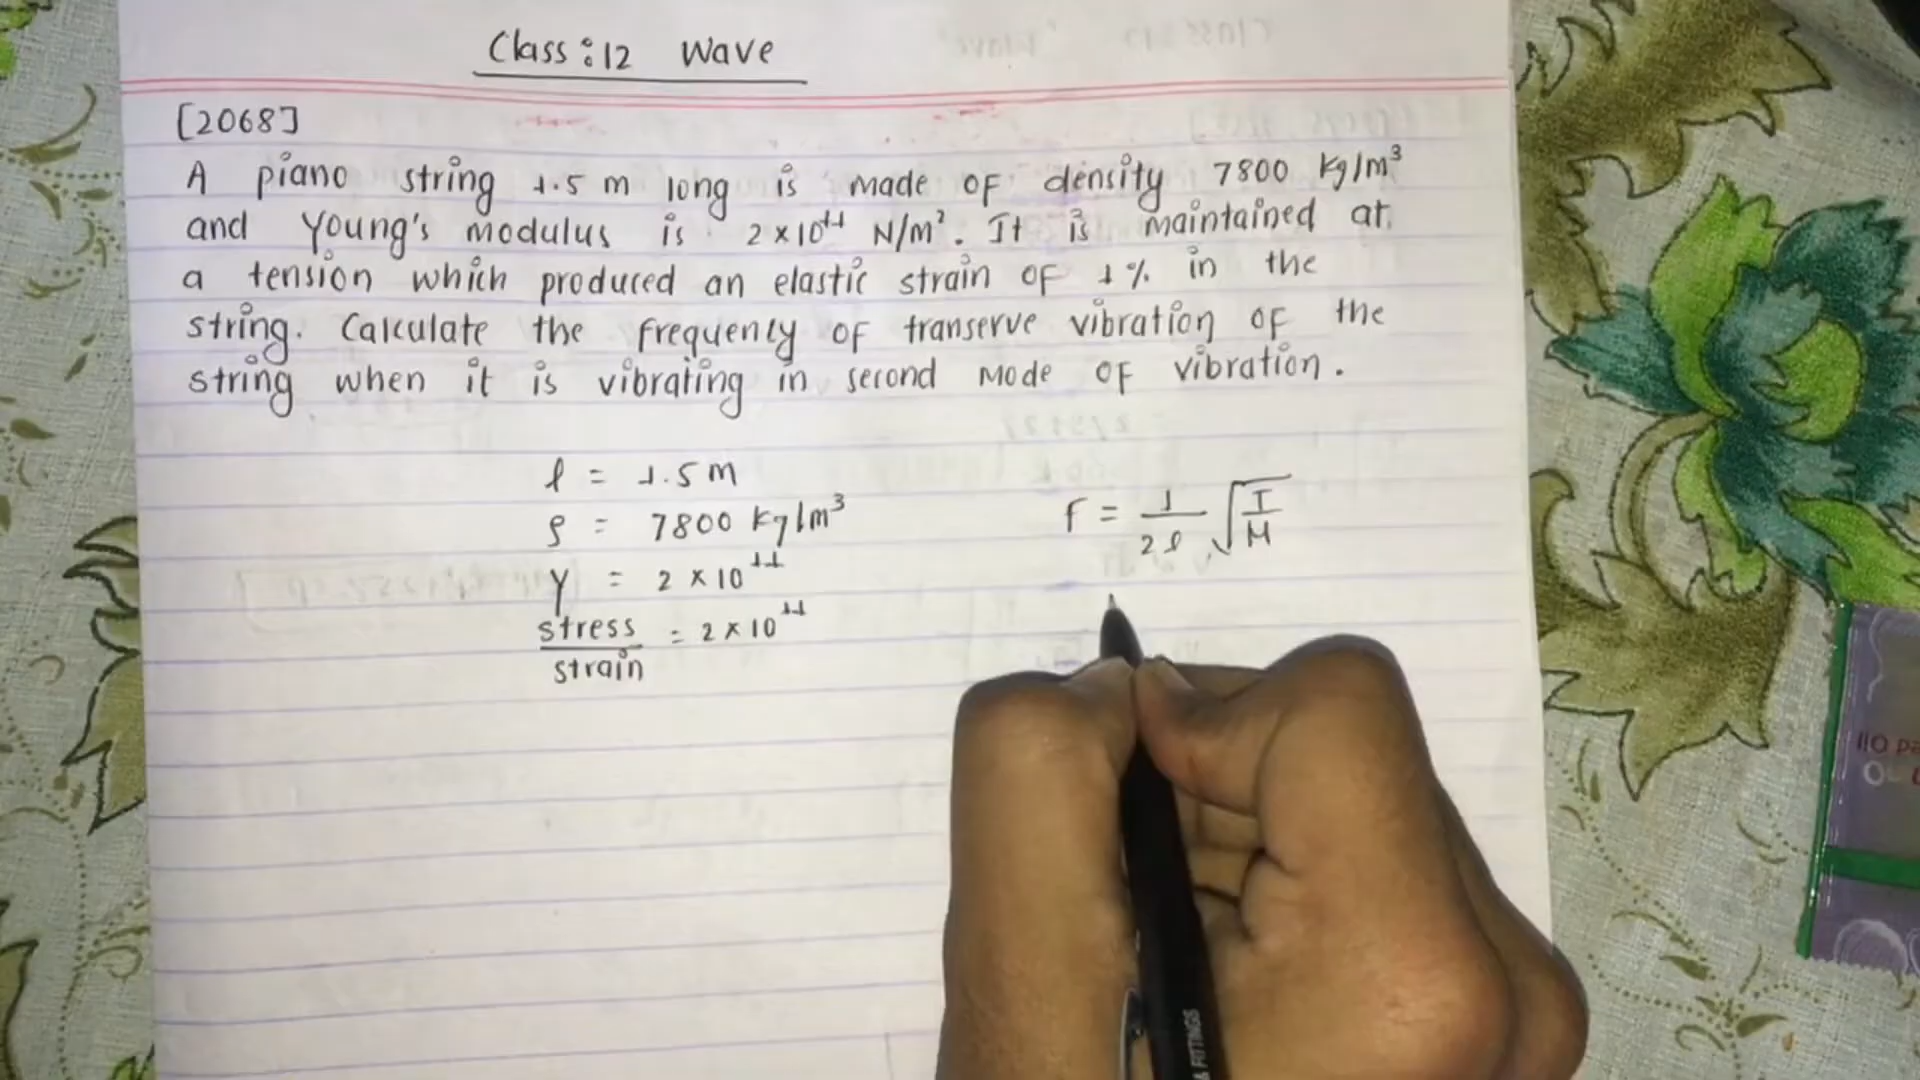 Class:12 Wave
[2068]
A piano string 1.5 m long is made of density 7800 kg/m³
and Young's modulus is 2×10¹¹ N/m². It is maintained at
a tension which produced an elastic strain of 1% in the
string. Calculate the frequency of transerve vibration of the
string when it is vibrating in second mode of vibration.
l = 1.5 m
ρ = 7800 kg/m³
Y = 2 × 10¹¹
stress/strain = 2 × 10¹¹
f = 1/2l √T/M
& FITTINGS